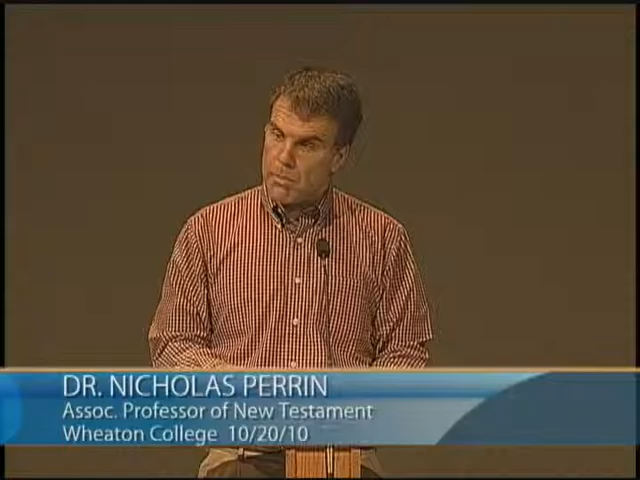 DR. NICHOLAS PERRIN
Assoc. Professor of New Testament
Wheaton College 10/20/10